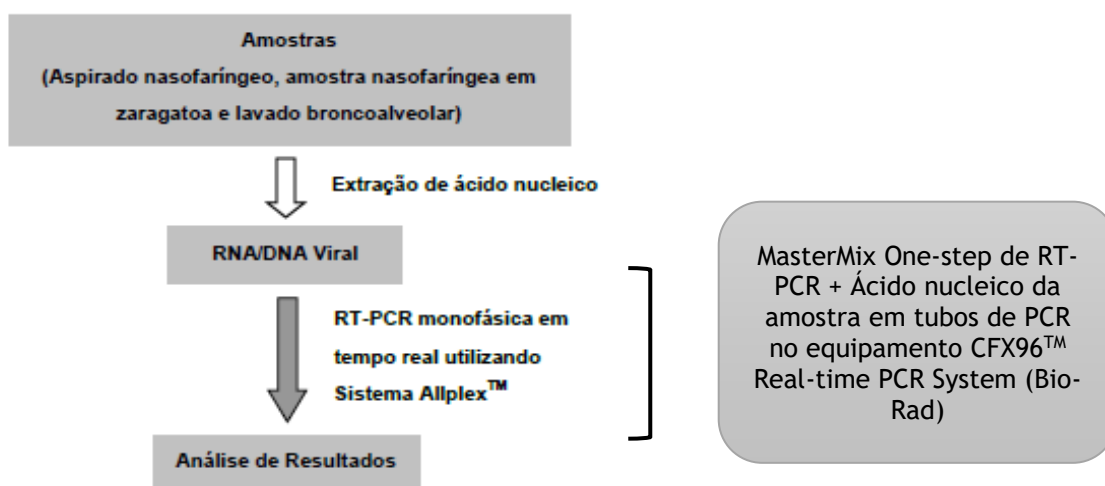 Amostras
(Aspirado nasofaríngeo, amostra nasofaríngea em
zaragatoa e lavado broncoalveolar)
Extração de ácido nucleico
RNA/DNA Viral
RT-PCR monofásica em
tempo real utilizando
Sistema Allplex™
Análise de Resultados
MasterMix One-step de RT-
PCR + Ácido nucleico da
amostra em tubos de PCR
no equipamento CFX96™
Real-time PCR System (Bio-
Rad)